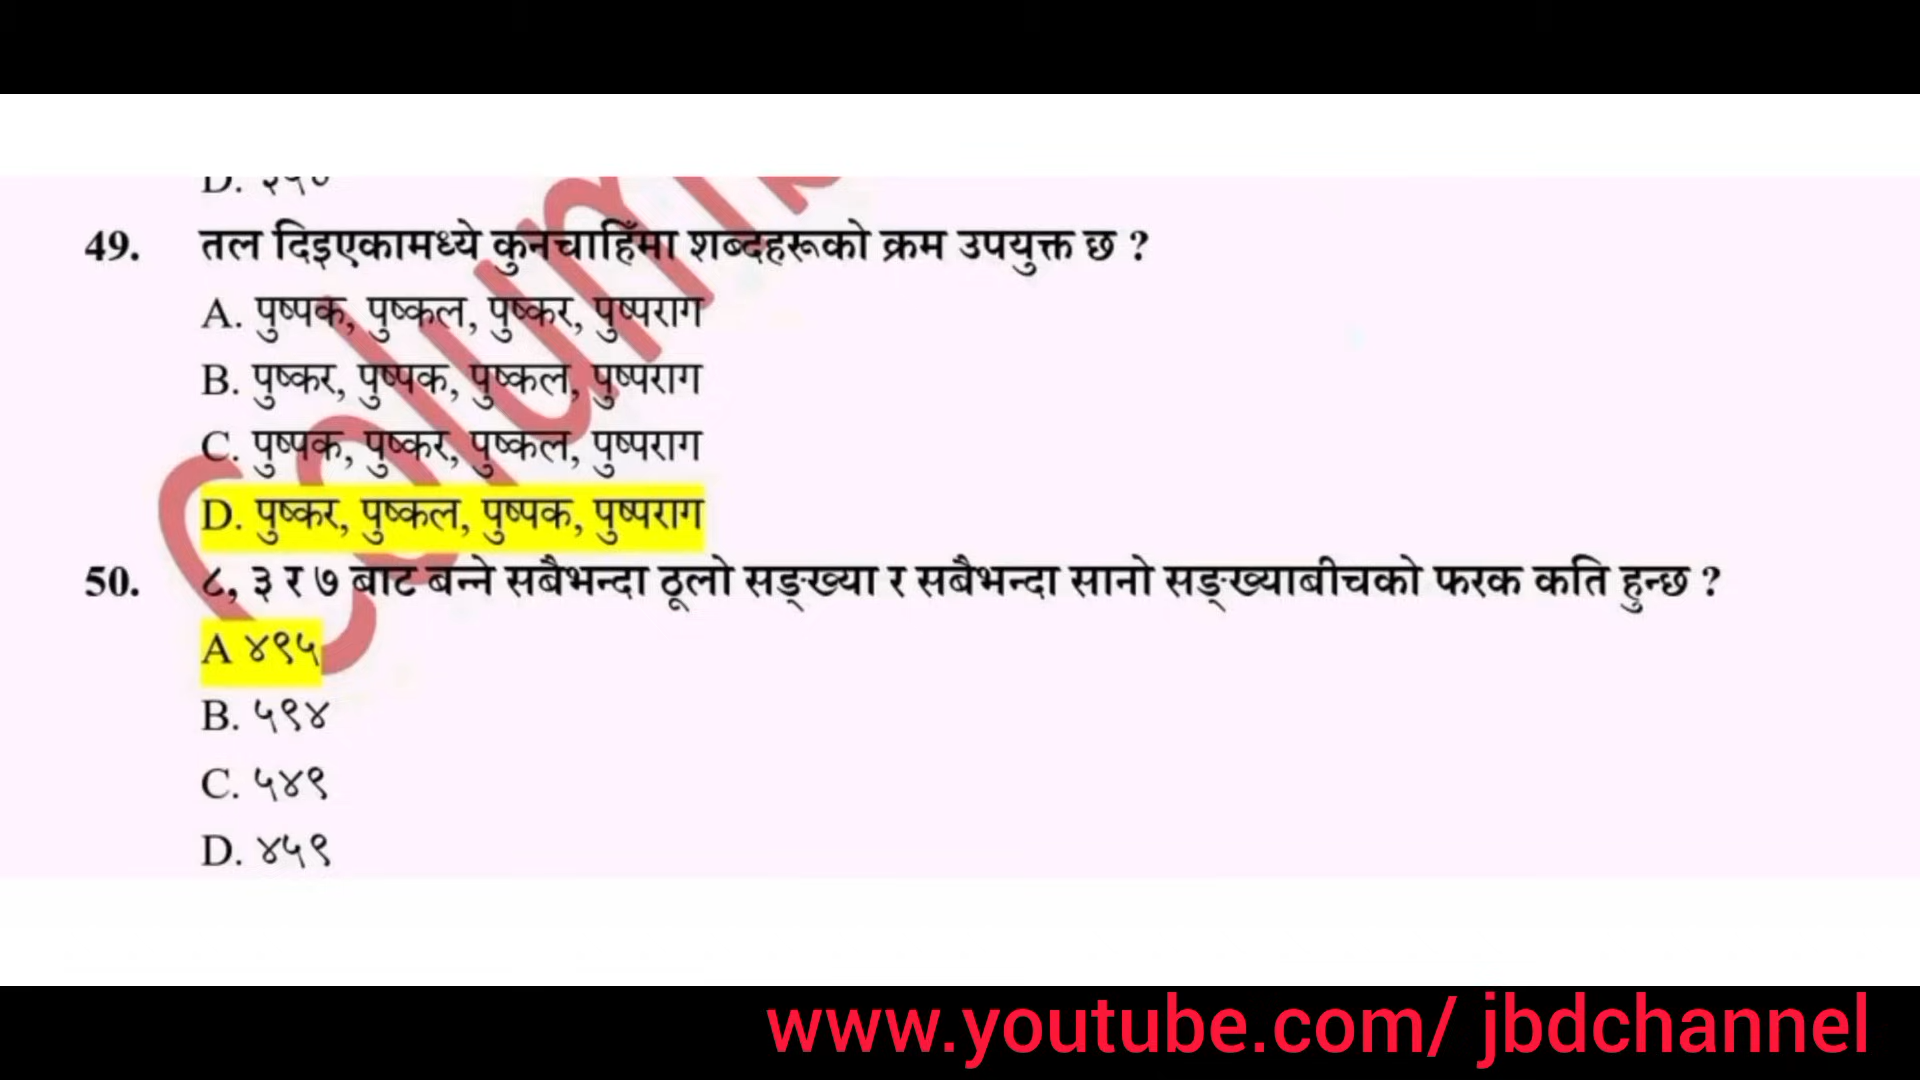 D. ३५०
49. तल दिइएकामध्ये कुनचाहिँमा शब्दहरूको क्रम उपयुक्त छ ?
A. पुष्पक, पुष्कल, पुष्कर, पुष्पराग
B. पुष्कर, पुष्पक, पुष्कल, पुष्पराग
C. पुष्पक, पुष्कर, पुष्कल, पुष्पराग
D. पुष्कर, पुष्कल, पुष्पक, पुष्पराग
50. ८, ३ र ७ बाट बन्ने सबैभन्दा ठूलो सङ्ख्या र सबैभन्दा सानो सङ्ख्याबीचको फरक कति हुन्छ ?
A ४९५
B. ५९४
C. ५४९
D. ४५९
www.youtube.com/ jbdchannel